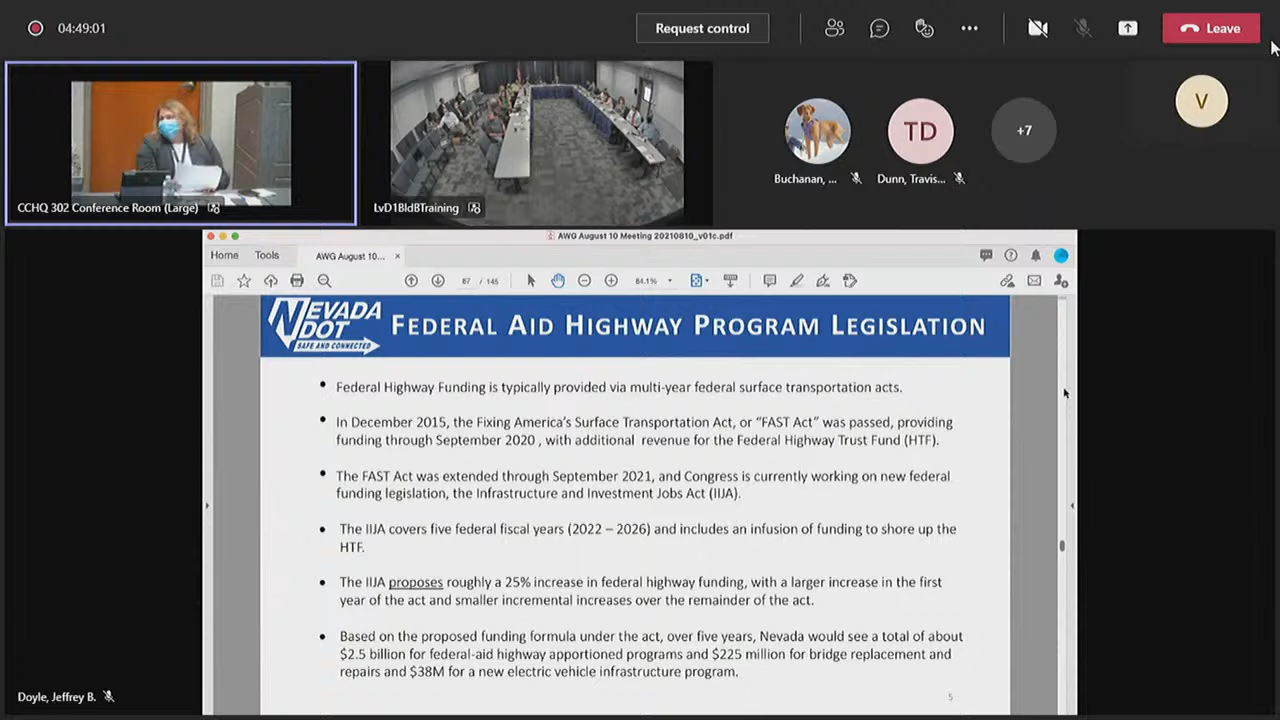 04:49:01
Request control
Leave
V
TD
+7
Buchanan, ...
Dunn, Travis...
CCHQ 302 Conference Room (Large)
LvD1BldBTraining
AWG August 10 Meeting 20210810_v01c.pdf
Home
Tools
AWG August 10...
×
67 / 145
84.1%
NEVADA
DOT
SAFE AND CONNECTED
FEDERAL AID HIGHWAY PROGRAM LEGISLATION
• Federal Highway Funding is typically provided via multi-year federal surface transportation acts.
• In December 2015, the Fixing America's Surface Transportation Act, or "FAST Act" was passed, providing
funding through September 2020 , with additional revenue for the Federal Highway Trust Fund (HTF).
• The FAST Act was extended through September 2021, and Congress is currently working on new federal
funding legislation, the Infrastructure and Investment Jobs Act (IIJA).
• The IIJA covers five federal fiscal years (2022 – 2026) and includes an infusion of funding to shore up the
HTF.
• The IIJA proposes roughly a 25% increase in federal highway funding, with a larger increase in the first
year of the act and smaller incremental increases over the remainder of the act.
• Based on the proposed funding formula under the act, over five years, Nevada would see a total of about
$2.5 billion for federal-aid highway apportioned programs and $225 million for bridge replacement and
repairs and $38M for a new electric vehicle infrastructure program.
5
Doyle, Jeffrey B.